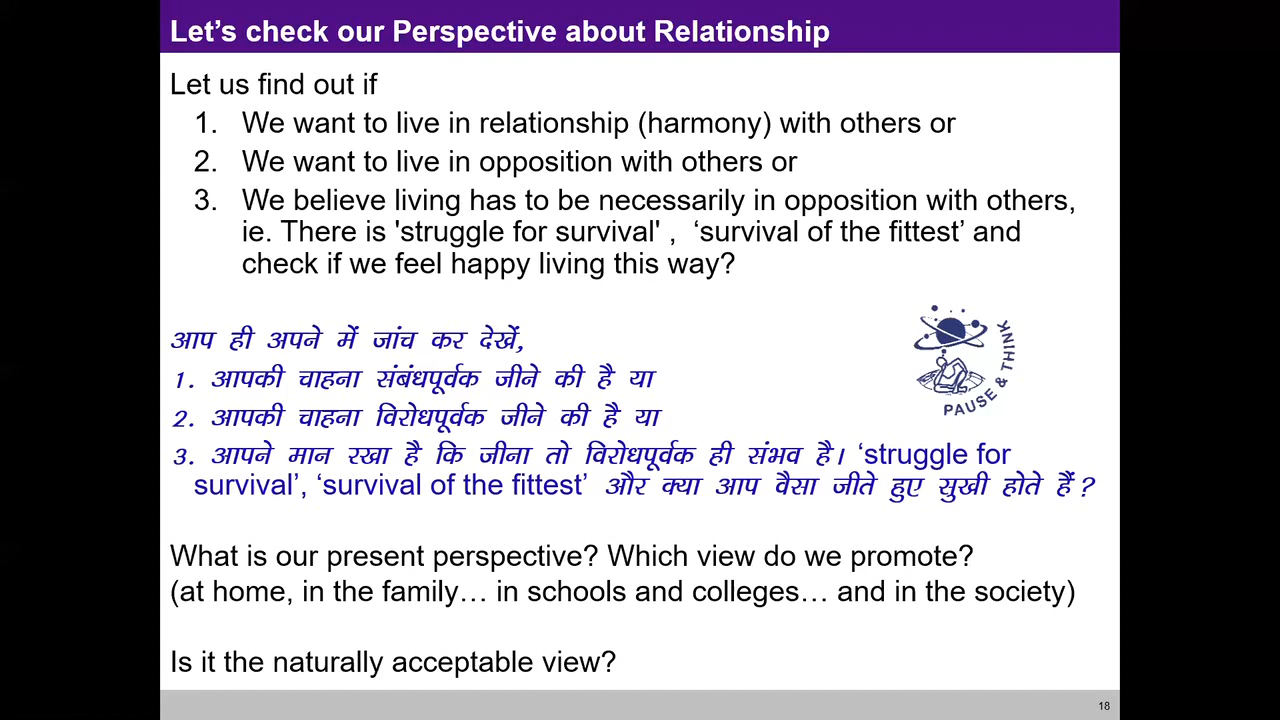 Let's check our Perspective about Relationship
Let us find out if
1. We want to live in relationship (harmony) with others or
2. We want to live in opposition with others or
3. We believe living has to be necessarily in opposition with others,
ie. There is 'struggle for survival' , ‘survival of the fittest’ and
check if we feel happy living this way?
आप ही अपने में जांच कर देखें,
1. आपकी चाहना संबंधपूर्वक जीने की है या
2. आपकी चाहना विरोधपूर्वक जीने की है या
3. आपने मान रखा है कि जीना तो विरोधपूर्वक ही संभव है। ‘struggle for
survival’, ‘survival of the fittest’ और क्या आप वैसा जीते हुए सुखी होते हैं ?
PAUSE & THINK
What is our present perspective? Which view do we promote?
(at home, in the family… in schools and colleges… and in the society)
Is it the naturally acceptable view?
18